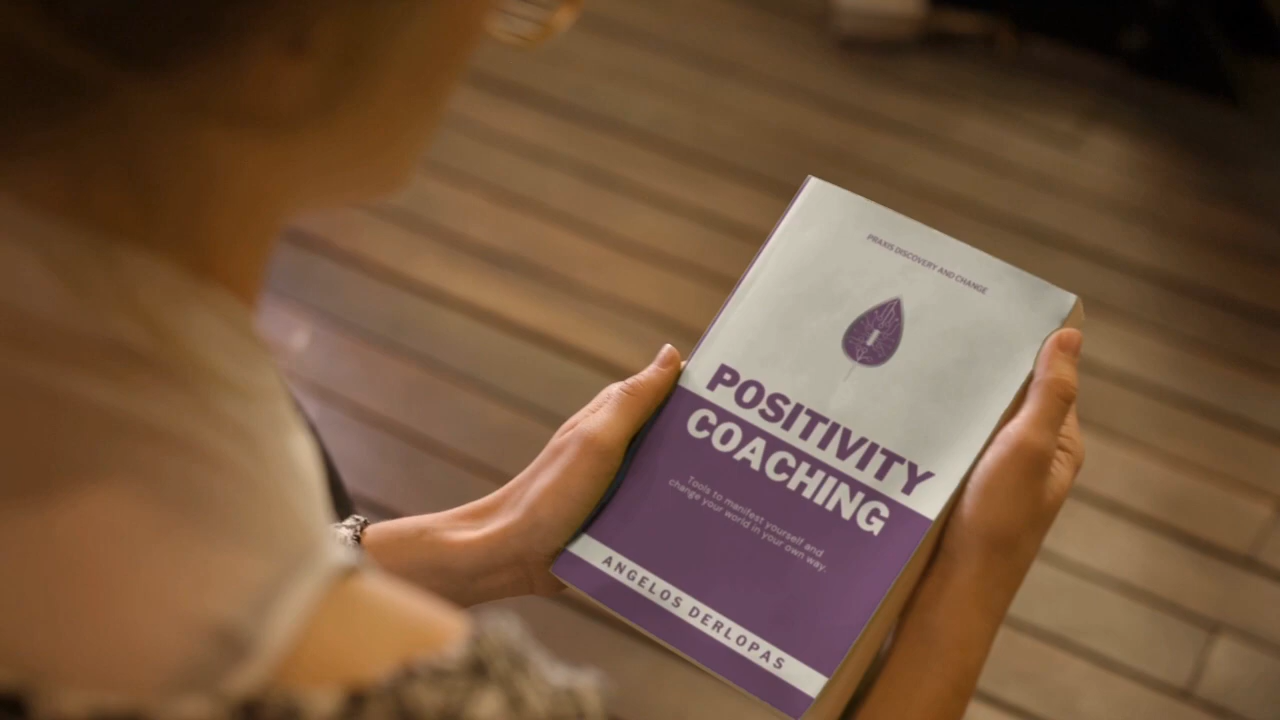 PRAXIS DISCOVERY AND CHANGE
POSITIVITY
COACHING
Tools to manifest yourself and
change your world in your own way.
ANGELOS DERLOPAS